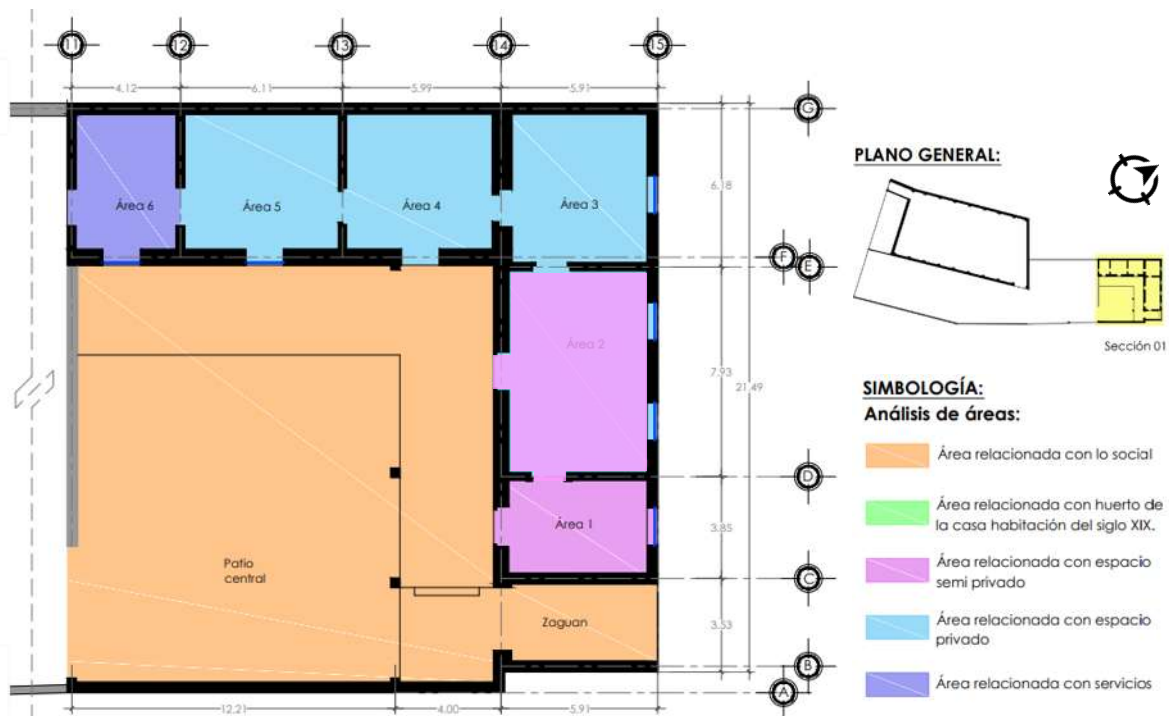 11
12
13
14
15
4.12
6.11
5.99
5.91
G
6.18
Área 6
Área 5
Área 4
Área 3
F
E
Área 2
7.93
21.49
D
Área 1
3.85
C
Patio
central
Zaguan
3.53
B
A
12.21
4.00
5.91
PLANO GENERAL:
Sección 01
SIMBOLOGÍA:
Análisis de áreas:
Área relacionada con lo social
Área relacionada con huerto de
la casa habitación del siglo XIX.
Área relacionada con espacio
semi privado
Área relacionada con espacio
privado
Área relacionada con servicios